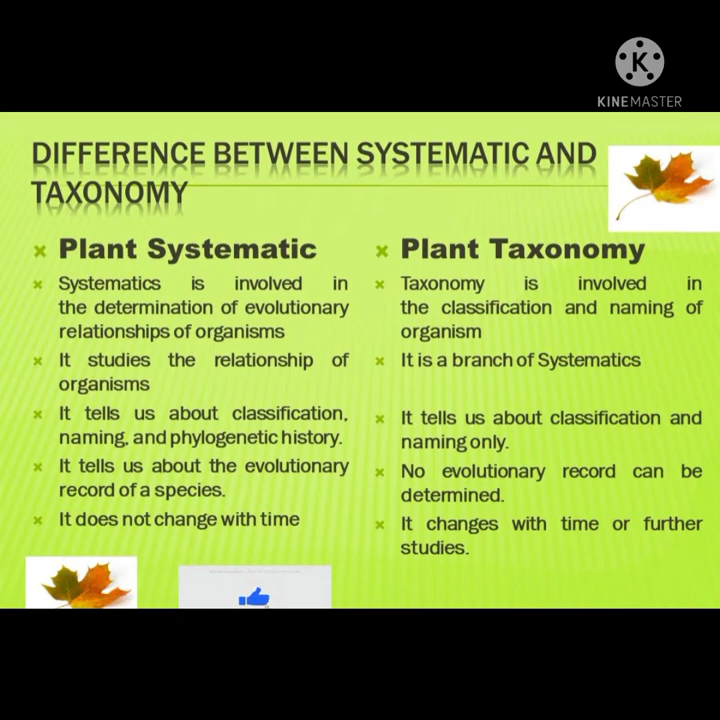 K
KINEMASTER
DIFFERENCE BETWEEN SYSTEMATIC AND
TAXONOMY
Plant Systematic
Systematics is involved in
the determination of evolutionary
relationships of organisms
It studies the relationship of
organisms
It tells us about classification,
naming, and phylogenetic history.
It tells us about the evolutionary
record of a species.
It does not change with time
Plant Taxonomy
Taxonomy is involved in
the classification and naming of
organism
It is a branch of Systematics
It tells us about classification and
naming only.
No evolutionary record can be
determined.
It changes with time or further
studies.